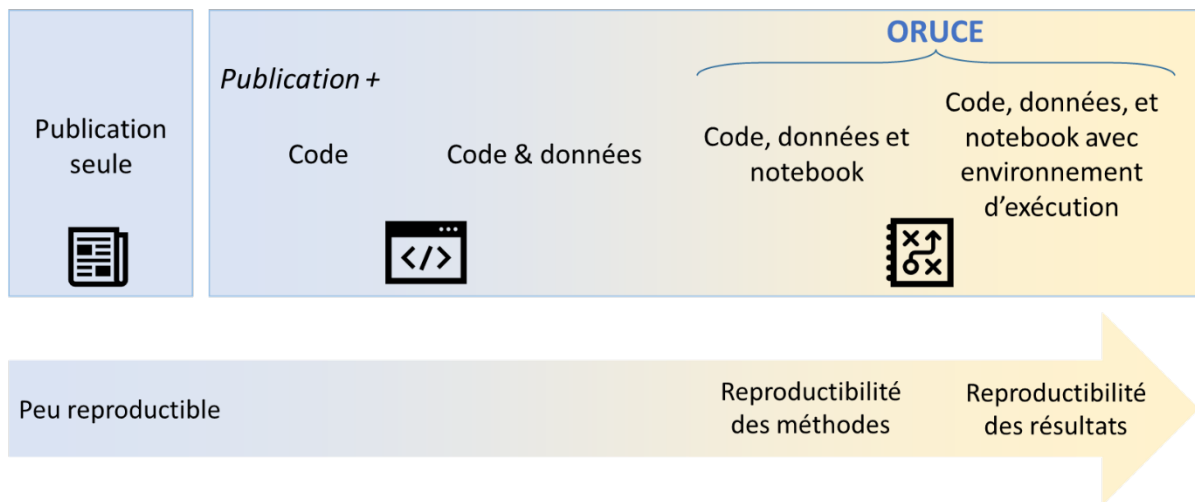 ORUCE
Publication +
Publication
seule
Code
Code & données
Code, données et
notebook
Code, données, et
notebook avec
environnement
d’exécution
</>
Peu reproductible
Reproductibilité
des méthodes
Reproductibilité
des résultats